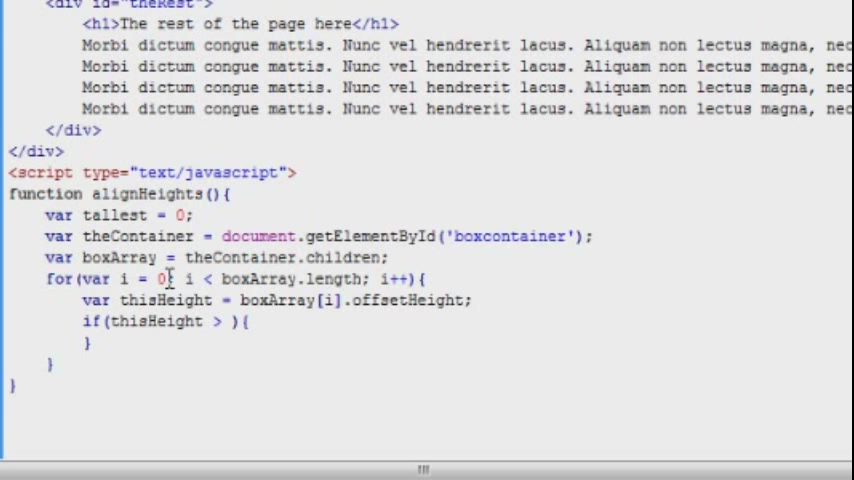 <div id="theRest">
<h1>The rest of the page here</h1>
Morbi dictum congue mattis. Nunc vel hendrerit lacus. Aliquam non lectus magna, nec
Morbi dictum congue mattis. Nunc vel hendrerit lacus. Aliquam non lectus magna, nec
Morbi dictum congue mattis. Nunc vel hendrerit lacus. Aliquam non lectus magna, nec
Morbi dictum congue mattis. Nunc vel hendrerit lacus. Aliquam non lectus magna, nec
</div>
</div>
<script type="text/javascript">
function alignHeights(){
var tallest = 0;
var theContainer = document.getElementById('boxcontainer');
var boxArray = theContainer.children;
for(var i = 0; i < boxArray.length; i++){
var thisHeight = boxArray[i].offsetHeight;
if(thisHeight > ){
}
}
}